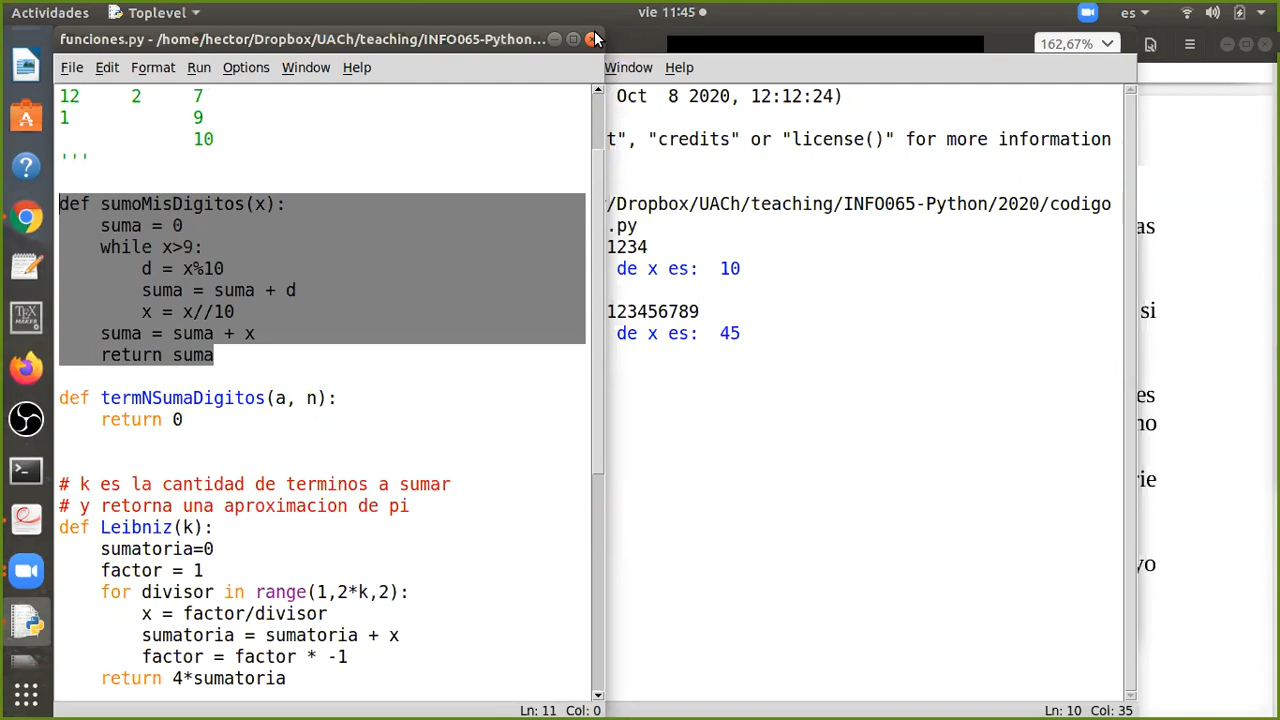 Actividades Toplevel vie 11:45 es
funciones.py - /home/hector/Dropbox/UACh/teaching/INFO065-Python...
162,67%
File Edit Format Run Options Window Help
12 2 7
1 9
10
'''
def sumoMisDigitos(x):
suma = 0
while x>9:
d = x%10
suma = suma + d
x = x//10
suma = suma + x
return suma
def termNSumaDigitos(a, n):
return 0
# k es la cantidad de terminos a sumar
# y retorna una aproximacion de pi
def Leibniz(k):
sumatoria=0
factor = 1
for divisor in range(1,2*k,2):
x = factor/divisor
sumatoria = sumatoria + x
factor = factor * -1
return 4*sumatoria
Ln: 11 Col: 0
Window Help
Oct 8 2020, 12:12:24)
t", "credits" or "license()" for more information
/Dropbox/UACh/teaching/INFO065-Python/2020/codigo
.py
1234
de x es: 10
123456789
de x es: 45
Ln: 10 Col: 35
as
si
es
no
rie
yo